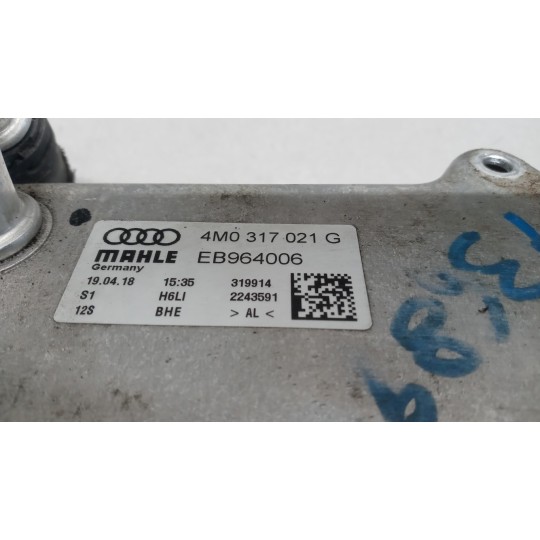 4M0 317 021 G
MAHLE EB964006
Germany
19.04.18 15:35 319914
S1 H6LI 2243591
12S BHE > AL <